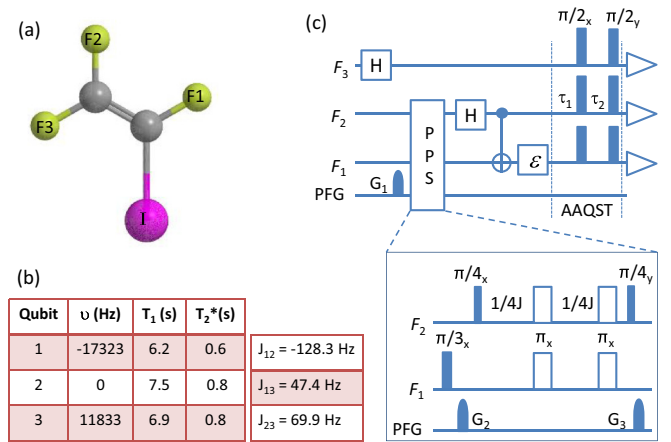 (a)
F2
F1
F3
I
(b)
Qubit υ (Hz) T₁ (s) T₂*(s)
1 -17323 6.2 0.6
2 0 7.5 0.8
3 11833 6.9 0.8
J₁₂ = -128.3 Hz
J₁₃ = 47.4 Hz
J₂₃ = 69.9 Hz
(c)
π/2ₓ π/2ᵧ
F₃ H
F₂ P P S H τ₁ τ₂
F₁ ε
PFG G₁
AAQST
π/4ₓ 1/4J 1/4J π/4ᵧ
F₂
π/3ₓ πₓ πₓ
F₁
PFG G₂ G₃